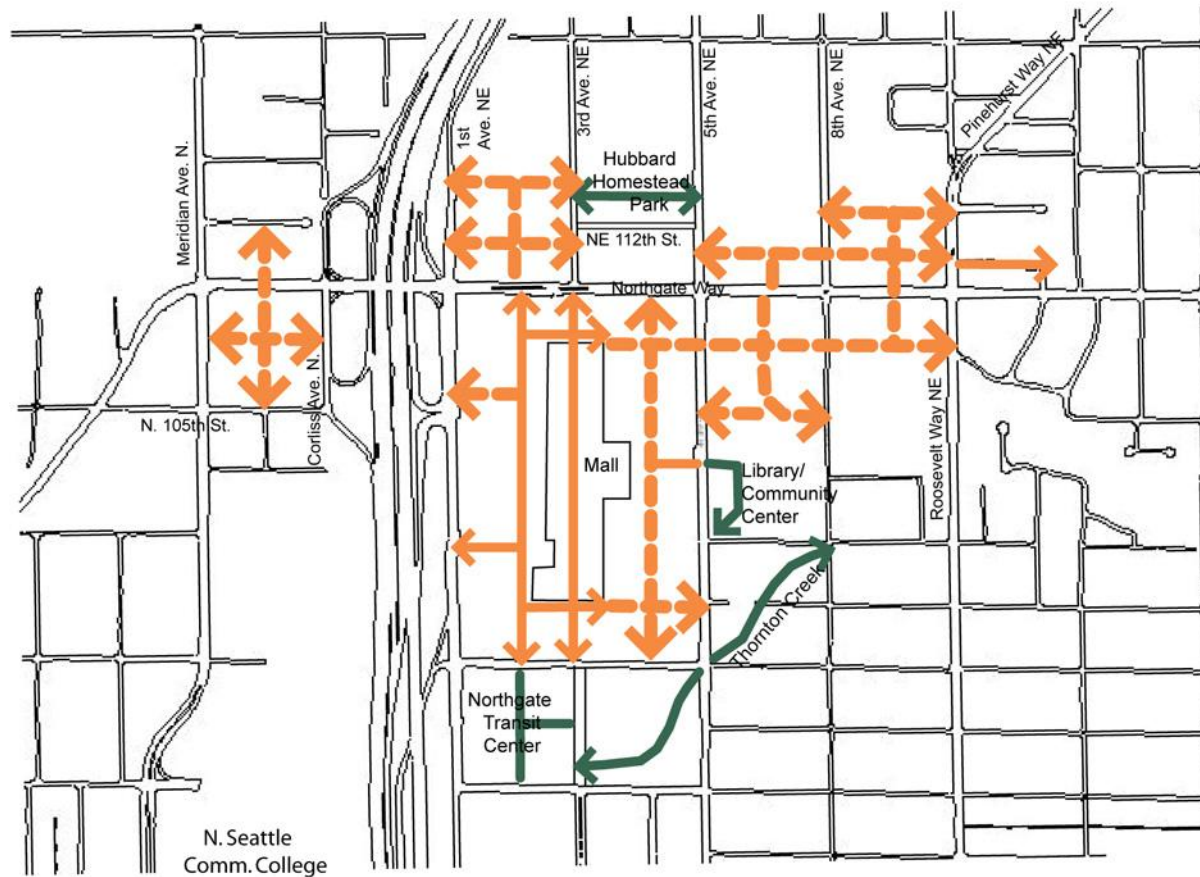 Pinehurst Way NE
1st
Ave. NE
3rd Ave. NE
5th Ave. NE
8th Ave. NE
Hubbard
Homestead
Park
Meridian Ave. N.
NE 112th St.
Northgate Way
Corliss Ave. N.
N. 105th St.
Mall
Library/
Community
Center
Roosevelt Way NE
Thornton Creek
Northgate
Transit
Center
N. Seattle
Comm. College